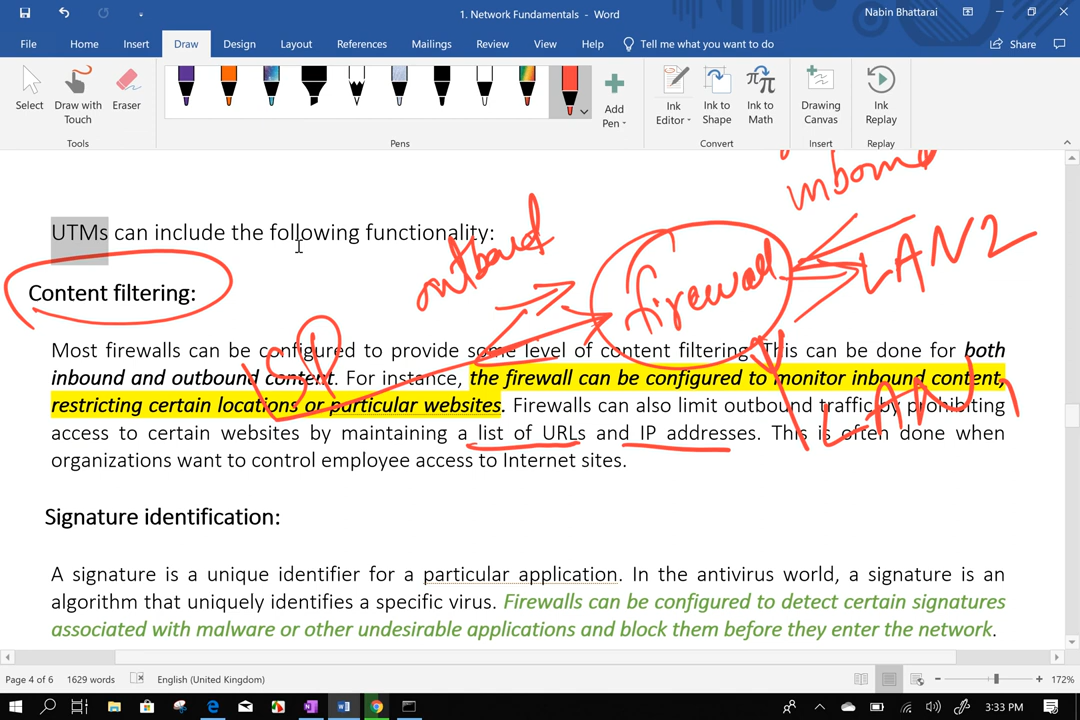 1. Network Fundamentals - Word
Nabin Bhattarai
File Home Insert Draw Design Layout References Mailings Review View Help Tell me what you want to do Share
Select
Draw with Touch
Eraser
Add Pen
Ink Editor
Ink to Shape
Ink to Math
Drawing Canvas
Ink Replay
Tools Pens Convert Insert Replay
inbound
UTMs can include the following functionality:
outbound
firewall
LAN 2
Content filtering:
ISP
Most firewalls can be configured to provide some level of content filtering. This can be done for both
inbound and outbound content. For instance, the firewall can be configured to monitor inbound content,
restricting certain locations or particular websites. Firewalls can also limit outbound traffic by prohibiting
LAN 1
access to certain websites by maintaining a list of URLs and IP addresses. This is often done when
organizations want to control employee access to Internet sites.
Signature identification:
A signature is a unique identifier for a particular application. In the antivirus world, a signature is an
algorithm that uniquely identifies a specific virus. Firewalls can be configured to detect certain signatures
associated with malware or other undesirable applications and block them before they enter the network.
Page 4 of 6 1629 words English (United Kingdom) 172%
3:33 PM